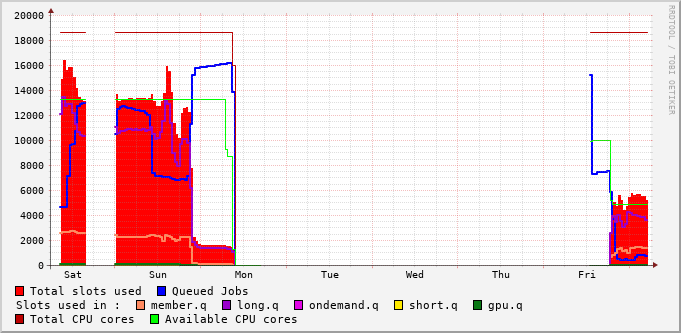 20000
18000
16000
14000
12000
10000
8000
6000
4000
2000
0
Sat Sun Mon Tue Wed Thu Fri
RRDTOOL / TOBI OETIKER
Total slots used Queued Jobs
Slots used in : member.q long.q ondemand.q short.q gpu.q
Total CPU cores Available CPU cores